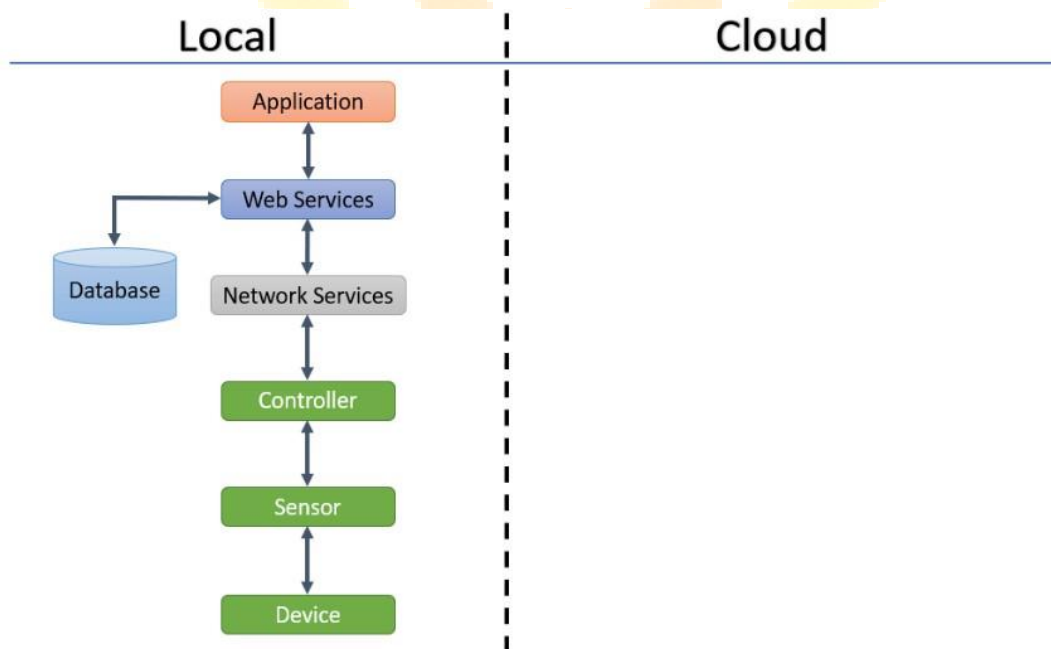 Local
Cloud
Application
Web Services
Database
Network Services
Controller
Sensor
Device